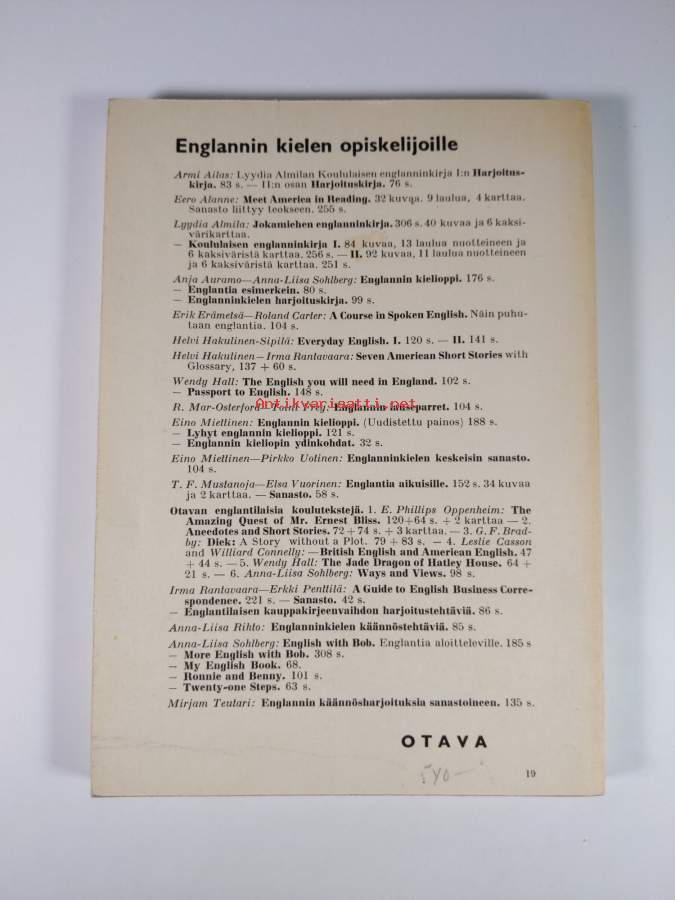 Englannin kielen opiskelijoille
Armi Ailas: Lyydia Almilan Koululaisen englanninkirja I:n Harjoitus-
kirja. 83 s. — II:n osan Harjoituskirja. 76 s.
Eero Alanne: Meet America in Reading. 32 kuvaa. 9 laulua, 4 karttaa.
Sanasto liittyy teokseen. 255 s.
Lyydia Almila: Jokamiehen englanninkirja. 306 s. 40 kuvaa ja 6 kaksi-
värikarttaa.
— Koululaisen englanninkirja I. 84 kuvaa, 13 laulua nuotteineen ja
6 kaksiväristä karttaa. 256 s. — II. 92 kuvaa, 11 laulua nuotteineen
ja 6 kaksiväristä karttaa. 251 s.
Anja Auramo—Anna-Liisa Sohlberg: Englannin kielioppi. 176 s.
— Englantia esimerkein. 80 s.
— Englanninkielen harjoituskirja. 99 s.
Erik Erämetsä—Roland Carter: A Course in Spoken English. Näin puhu-
taan englantia. 104 s.
Helvi Hakulinen-Sipilä: Everyday English. I. 120 s. — II. 141 s.
Helvi Hakulinen—Irma Rantavaara: Seven American Short Stories with
Glossary, 137 + 60 s.
Wendy Hall: The English you will need in England. 102 s.
— Passport to English. 148 s.
Antikvariaatti.net
R. Mar-Osterford—Tomi Frey: Englannin lauseparret. 104 s.
Eino Miettinen: Englannin kielioppi. (Uudistettu painos) 188 s.
— Lyhyt englannin kielioppi. 121 s.
— Englannin kieliopin ydinkohdat. 32 s.
Eino Miettinen—Pirkko Uotinen: Englanninkielen keskeisin sanasto.
104 s.
T. F. Mustanoja—Elsa Vuorinen: Englantia aikuisille. 152 s. 34 kuvaa
ja 2 karttaa. — Sanasto. 58 s.
Otavan englantilaisia koulutekstejä. 1. E. Phillips Oppenheim: The
Amazing Quest of Mr. Ernest Bliss. 120+64 s. + 2 karttaa — 2.
Anecdotes and Short Stories. 72+74 s. + 3 karttaa. — 3. G. F. Brad-
by: Dick: A Story without a Plot. 79 + 83 s. — 4. Leslie Casson
and Williard Connelly: — British English and American English. 47
+ 44 s. — 5. Wendy Hall: The Jade Dragon of Hatley House. 64 +
21 s. — 6. Anna-Liisa Sohlberg: Ways and Views. 98 s.
Irma Rantavaara—Erkki Penttilä: A Guide to English Business Corre-
spondence. 221 s. — Sanasto. 42 s.
— Englantilaisen kauppakirjeenvaihdon harjoitustehtäviä. 86 s.
Anna-Liisa Rihto: Englanninkielen käännöstehtäviä. 85 s.
Anna-Liisa Sohlberg: English with Bob. Englantia aloitteleville. 185 s
— More English with Bob. 308 s.
— My English Book. 68.
— Ronnie and Benny. 101 s.
— Twenty-one Steps. 63 s.
Mirjam Teutari: Englannin käännösharjoituksia sanastoineen. 135 s.
OTAVA
540–
19